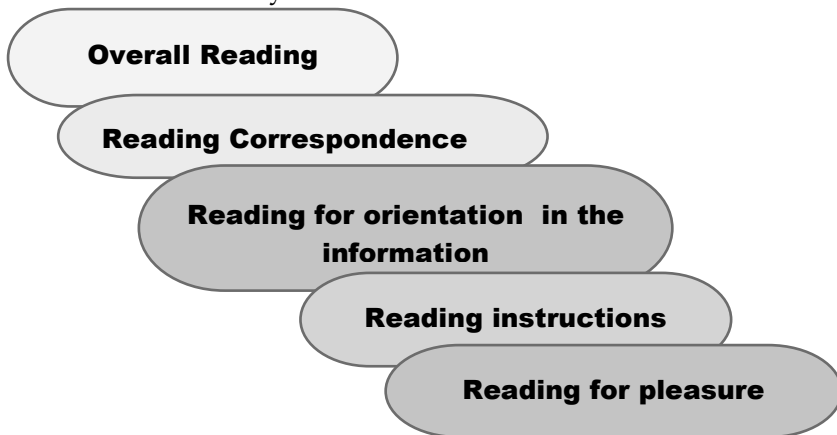 Overall Reading
Reading Correspondence
Reading for orientation in the
information
Reading instructions
Reading for pleasure